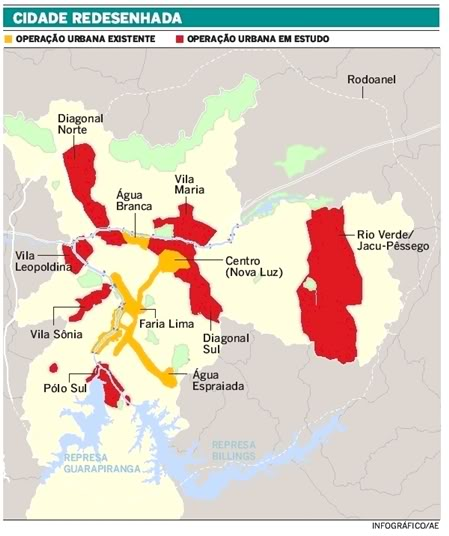 CIDADE REDESENHADA
OPERAÇÃO URBANA EXISTENTE
OPERAÇÃO URBANA EM ESTUDO
Rodoanel
Diagonal
Norte
Vila
Maria
Água
Branca
Rio Verde/
Jacu-Pêssego
Vila
Leopoldina
Centro
(Nova Luz)
Vila Sônia
Faria Lima
Diagonal
Sul
Pólo Sul
Água
Espraiada
REPRESA
GUARAPIRANGA
REPRESA
BILLINGS
INFOGRÁFICO/AE